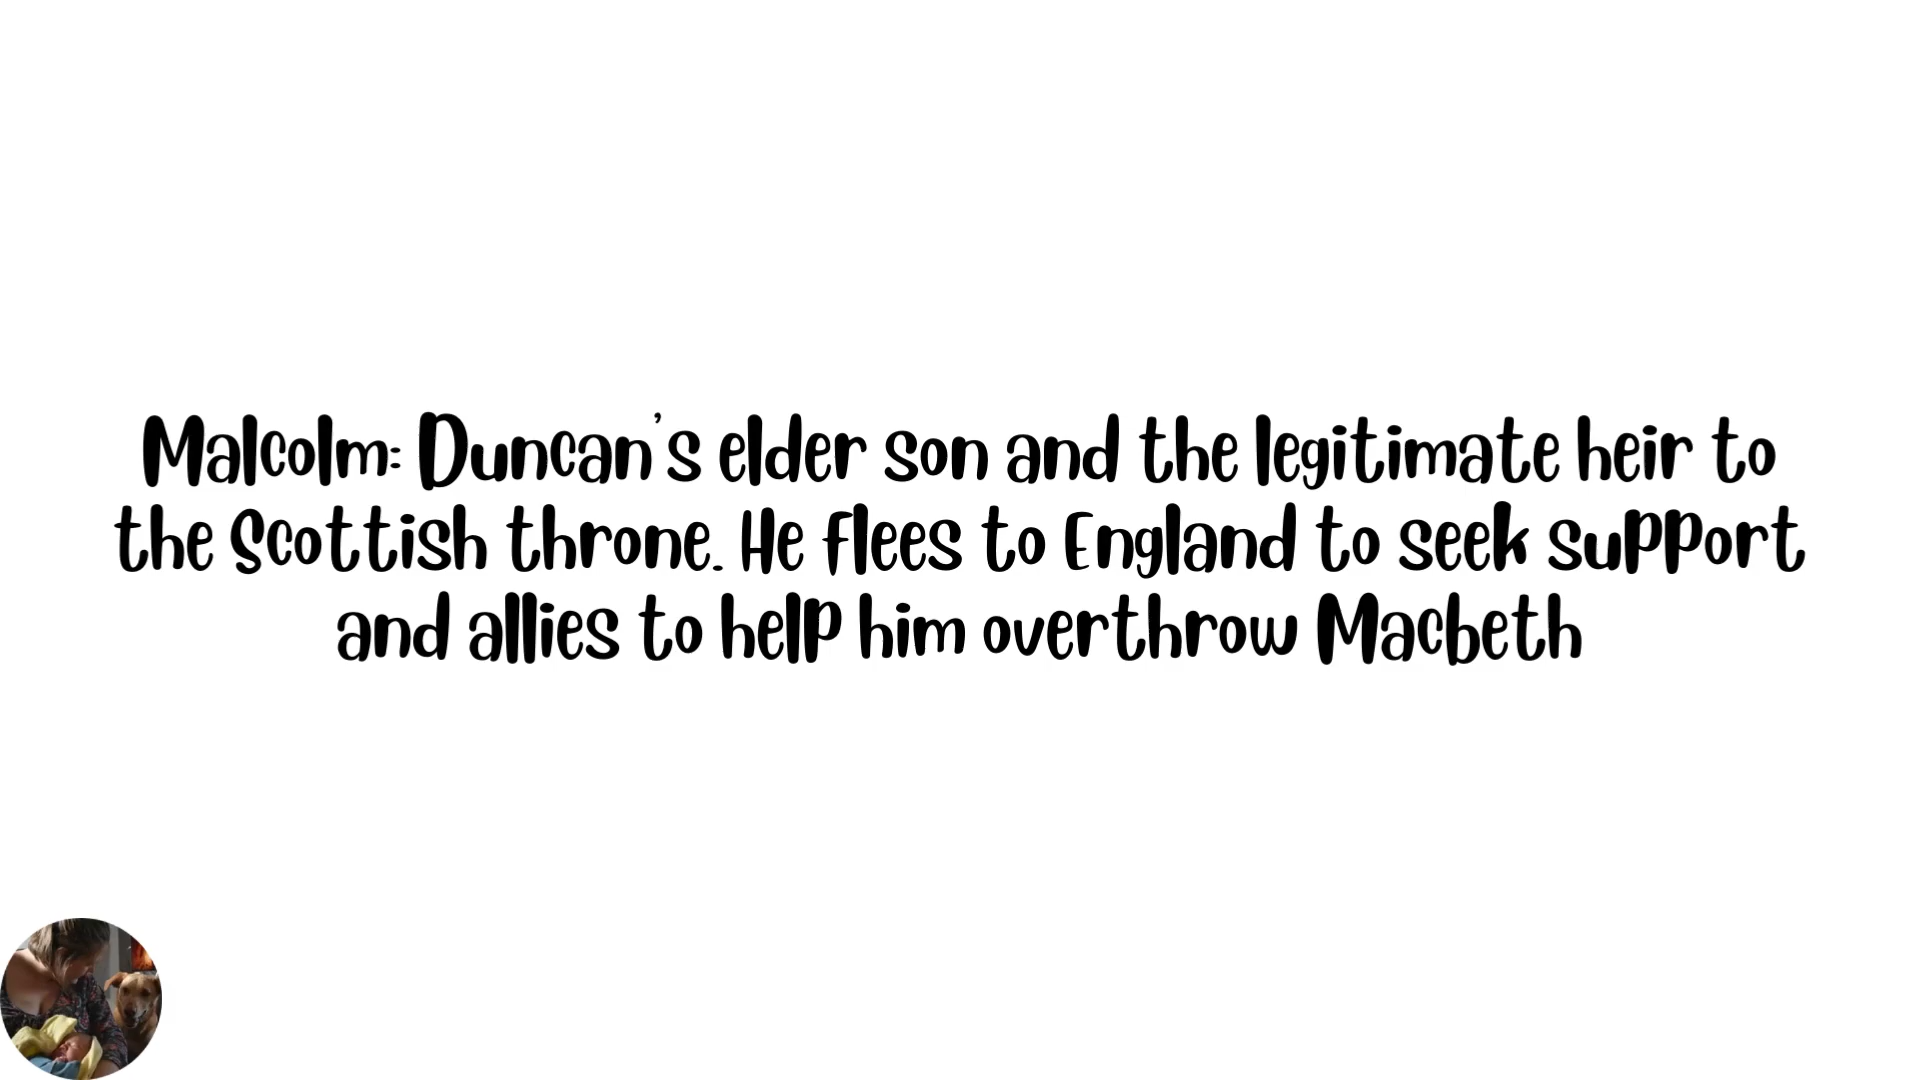 Malcolm: Duncan's elder son and the legitimate heir to
the Scottish throne. He flees to England to seek support
and allies to help him overthrow Macbeth